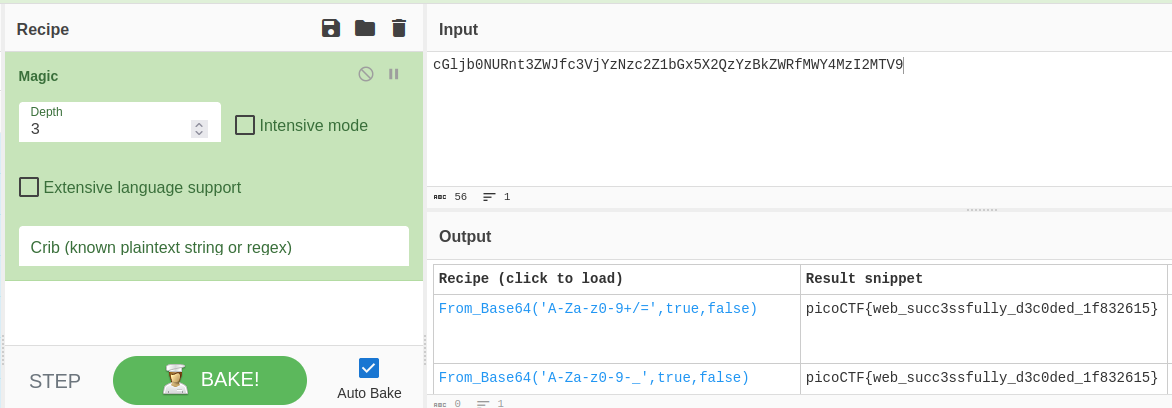 Recipe
Magic
Depth
3
Intensive mode
Extensive language support
Crib (known plaintext string or regex)
STEP
BAKE!
Auto Bake
Input
cGljb0NURnt3ZWJfc3VjYzNzc2Z1bGx5X2QzYzBkZWRfMWY4MzI2MTV9
ABC 56 1
Output
Recipe (click to load) Result snippet
From_Base64('A-Za-z0-9+/=',true,false) picoCTF{web_succ3ssfully_d3c0ded_1f832615}
From_Base64('A-Za-z0-9-_',true,false) picoCTF{web_succ3ssfully_d3c0ded_1f832615}
ABC 0 1